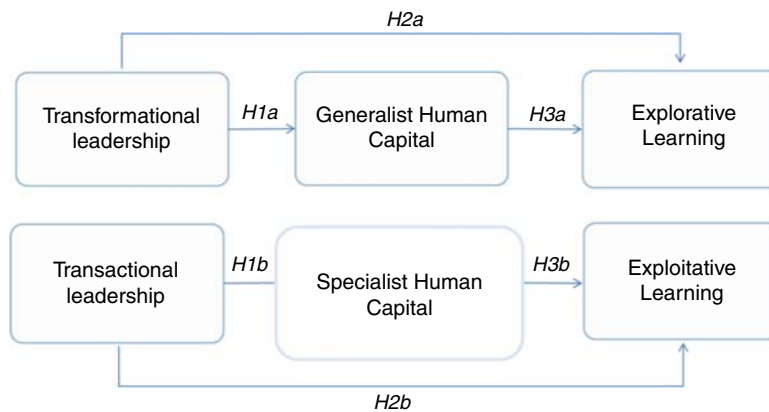 H2a
Transformational
leadership
H1a
Generalist Human
Capital
H3a
Explorative
Learning
Transactional
leadership
H1b
Specialist Human
Capital
H3b
Exploitative
Learning
H2b